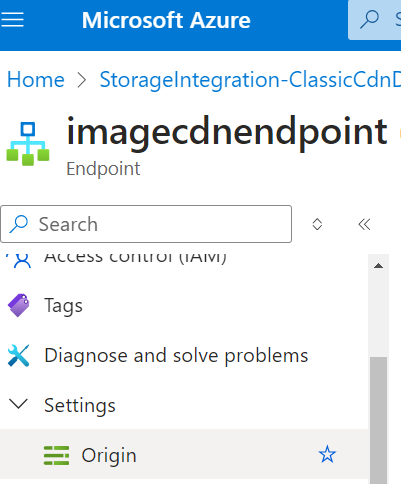 Microsoft Azure
Home > StorageIntegration-ClassicCdnD
imagecdnendpoint
Endpoint
Search
Access control (IAM)
Tags
Diagnose and solve problems
Settings
Origin